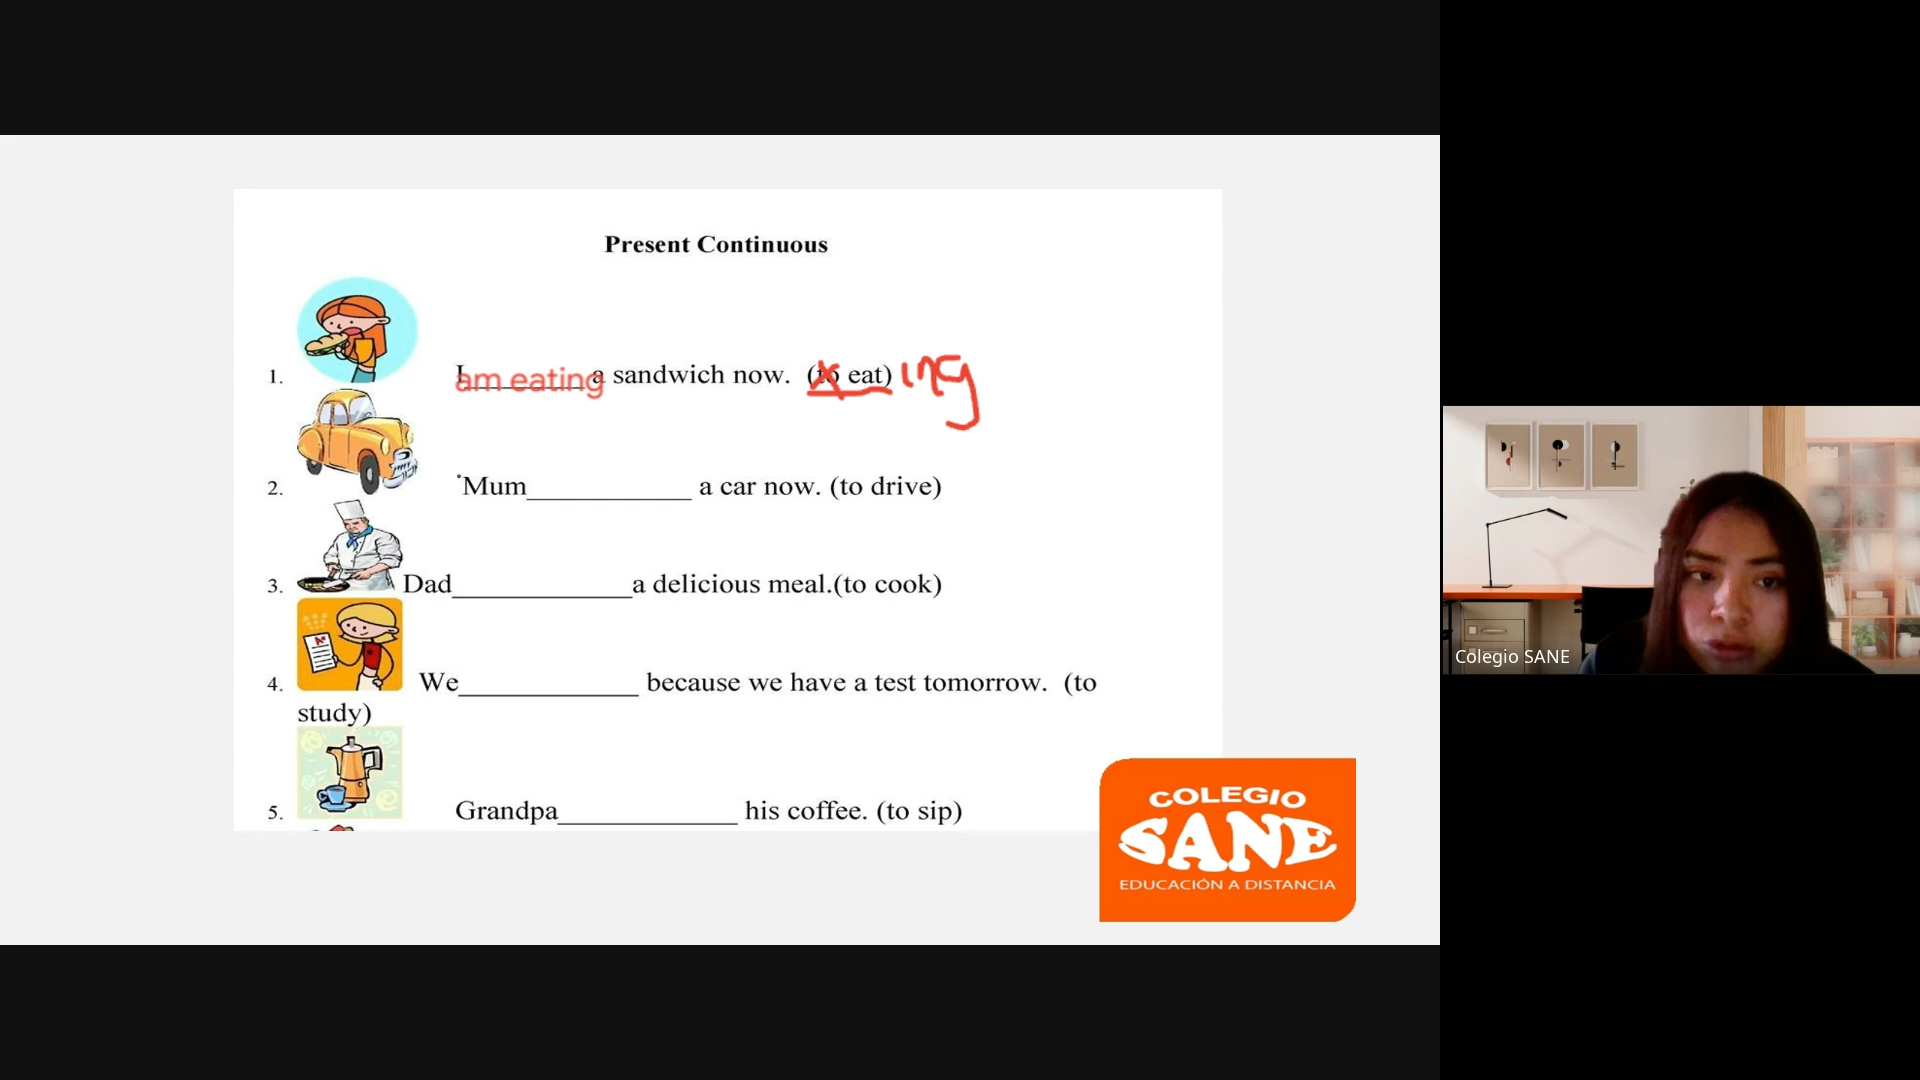 Present Continuous
1. I________a sandwich now. (to eat) ing
am eating
2. Mum____________ a car now. (to drive)
3. Dad_____________a delicious meal.(to cook)
4. We_____________ because we have a test tomorrow. (to
study)
5. Grandpa_____________ his coffee. (to sip)
COLEGIO
SANE
EDUCACIÓN A DISTANCIA
Colegio SANE